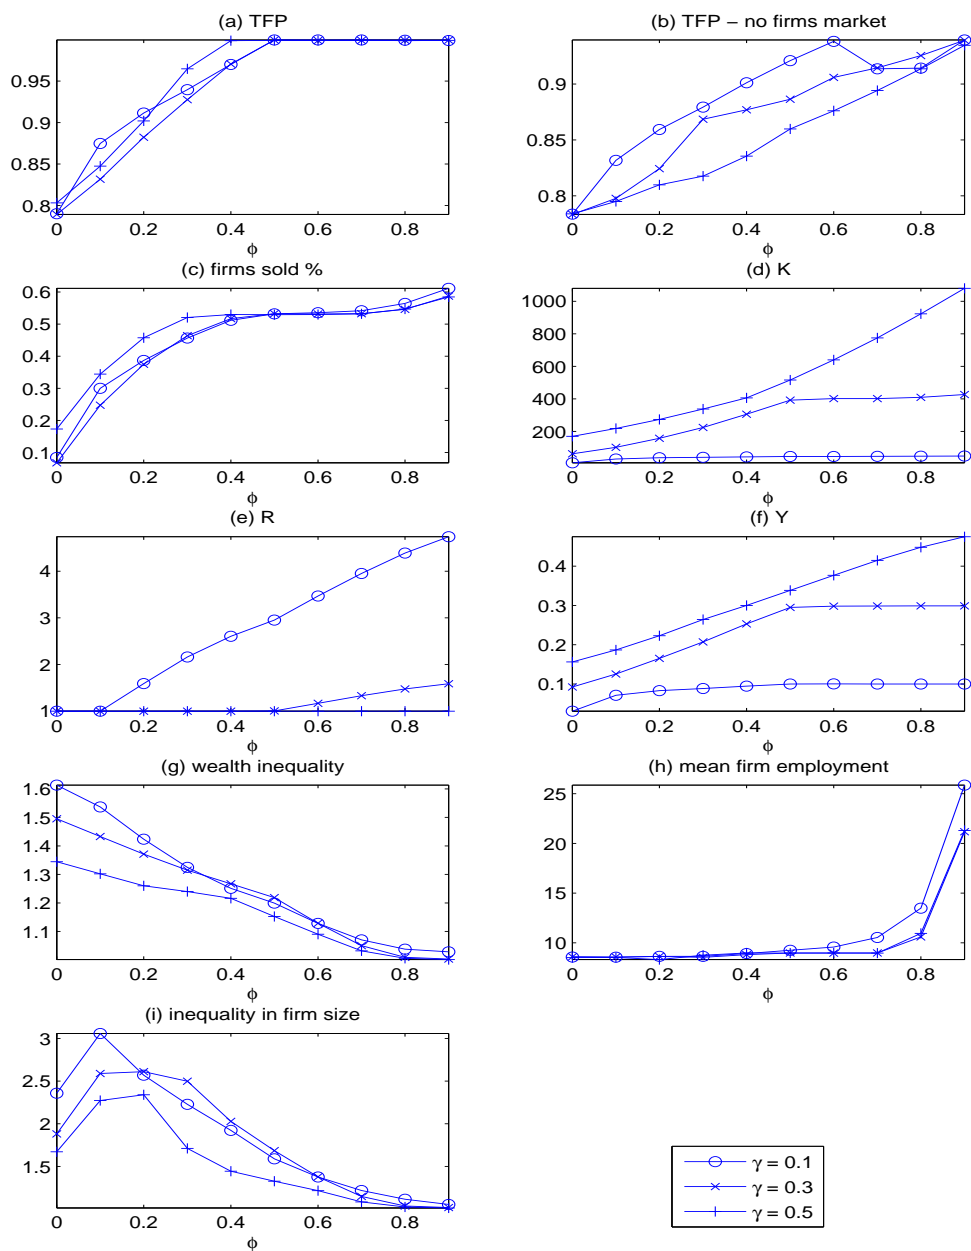 (a) TFP
0.95
0.9
0.85
0.8
0 0.2 0.4 0.6 0.8
ϕ
(b) TFP − no firms market
0.9
0.85
0.8
0 0.2 0.4 0.6 0.8
ϕ
(c) firms sold %
0.6
0.5
0.4
0.3
0.2
0.1
0 0.2 0.4 0.6 0.8
ϕ
(d) K
1000
800
600
400
200
0 0.2 0.4 0.6 0.8
ϕ
(e) R
4
3
2
1
0 0.2 0.4 0.6 0.8
ϕ
(f) Y
0.4
0.3
0.2
0.1
0 0.2 0.4 0.6 0.8
ϕ
(g) wealth inequality
1.6
1.5
1.4
1.3
1.2
1.1
0 0.2 0.4 0.6 0.8
ϕ
(h) mean firm employment
25
20
15
10
0 0.2 0.4 0.6 0.8
ϕ
(i) inequality in firm size
3
2.5
2
1.5
0 0.2 0.4 0.6 0.8
ϕ
γ = 0.1
γ = 0.3
γ = 0.5